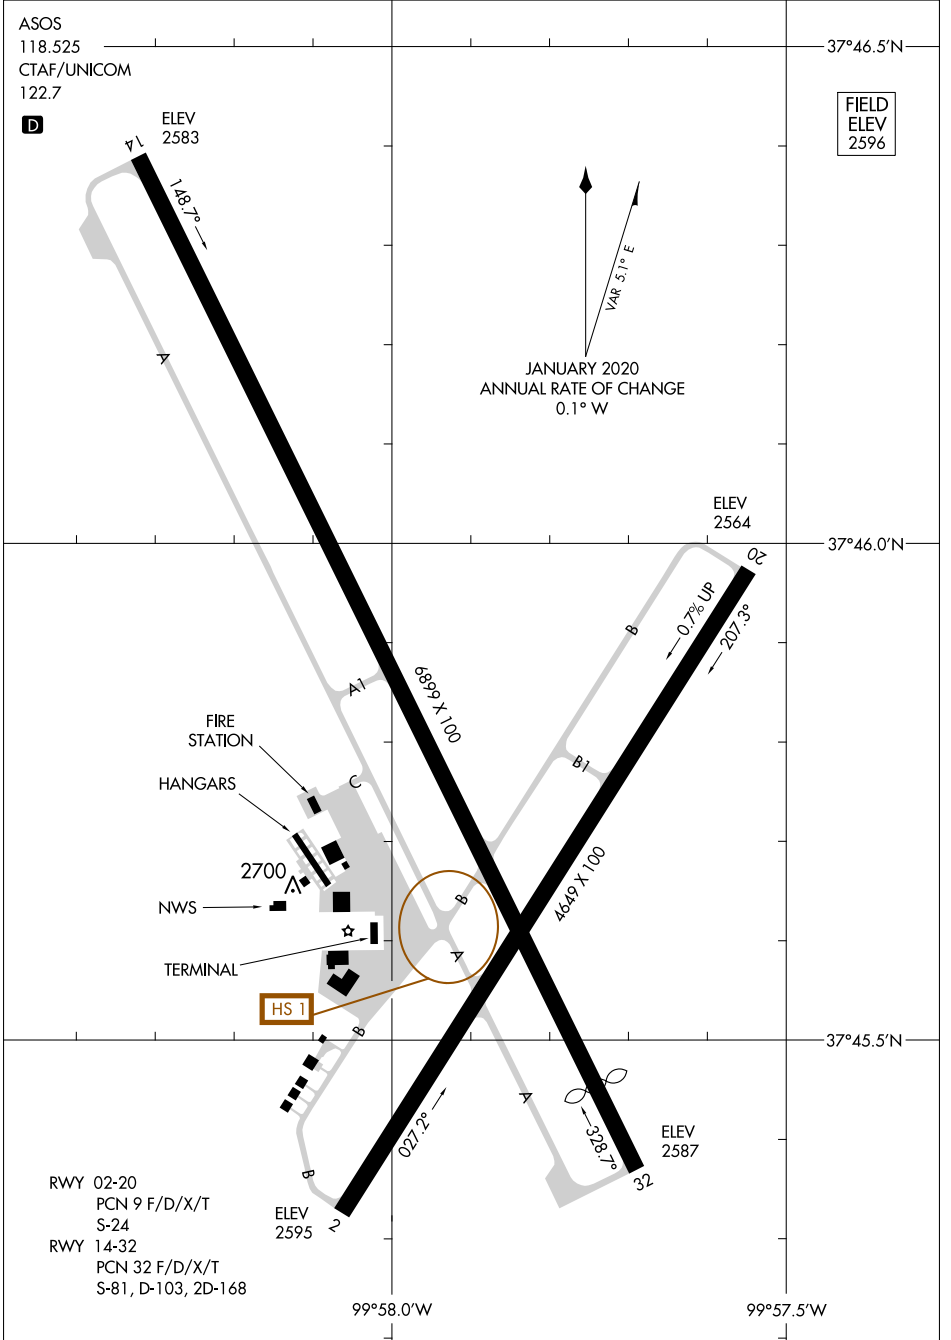 ASOS
118.525
CTAF/UNICOM
122.7
D
37°46.5'N
FIELD
ELEV
2596
ELEV
2583
14
148.7°
VAR 5.1° E
JANUARY 2020
ANNUAL RATE OF CHANGE
0.1° W
A
ELEV
2564
20
37°46.0'N
0.7% UP
207.3°
B
A1
6899 X 100
FIRE
STATION
HANGARS
C
B1
2700
4649 X 100
NWS
B
A
TERMINAL
HS 1
B
37°45.5'N
A
027.2°
328.7°
ELEV
2587
32
B
ELEV
2595
2
RWY 02-20
PCN 9 F/D/X/T
S-24
RWY 14-32
PCN 32 F/D/X/T
S-81, D-103, 2D-168
99°58.0'W
99°57.5'W